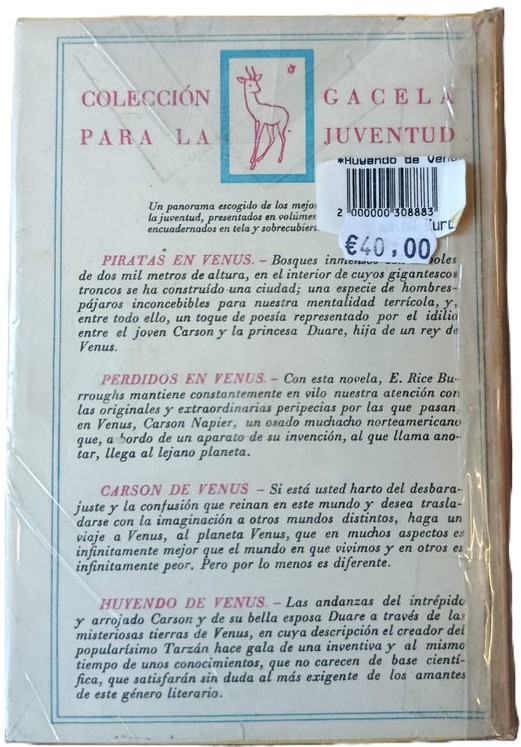 COLECCIÓN GACELA
PARA LA JUVENTUD
*Huyendo de Venu
2 000000 308883
€40,00
Un panorama escogido de los mejo
la juventud, presentados en volúmen
encuadernados en tela y sobrecubiert
PIRATAS EN VENUS. - Bosques inmensos con
de dos mil metros de altura, en el interior de cuyos gigantescos
troncos se ha construído una ciudad; una especie de hombres-
pájaros inconcebibles para nuestra mentalidad terrícola, y,
entre todo ello, un toque de poesía representado por el idilio
entre el joven Carson y la princesa Duare, hija de un rey de
Venus.
PERDIDOS EN VENUS. - Con esta novela, E. Rice Bu-
rroughs mantiene constantemente en vilo nuestra atención con
las originales y extraordinarias peripecias por las que pasan,
en Venus, Carson Napier, un osado muchacho norteamericano
que, a bordo de un aparato de su invención, al que llama ano-
tar, llega al lejano planeta.
CARSON DE VENUS - Si está usted harto del desbara-
juste y la confusión que reinan en este mundo y desea trasla-
darse con la imaginación a otros mundos distintos, haga un
viaje a Venus, al planeta Venus, que en muchos aspectos es
infinitamente mejor que el mundo en que vivimos y en otros es
infinitamente peor. Pero por lo menos es diferente.
HUYENDO DE VENUS. - Las andanzas del intrépido
y arrojado Carson y de su bella esposa Duare a través de las
misteriosas tierras de Venus, en cuya descripción el creador del
popularísimo Tarzán hace gala de una inventiva y al mismo
tiempo de unos conocimientos, que no carecen de base cientí-
fica, que satisfarán sin duda al más exigente de los amantes
de este género literario.